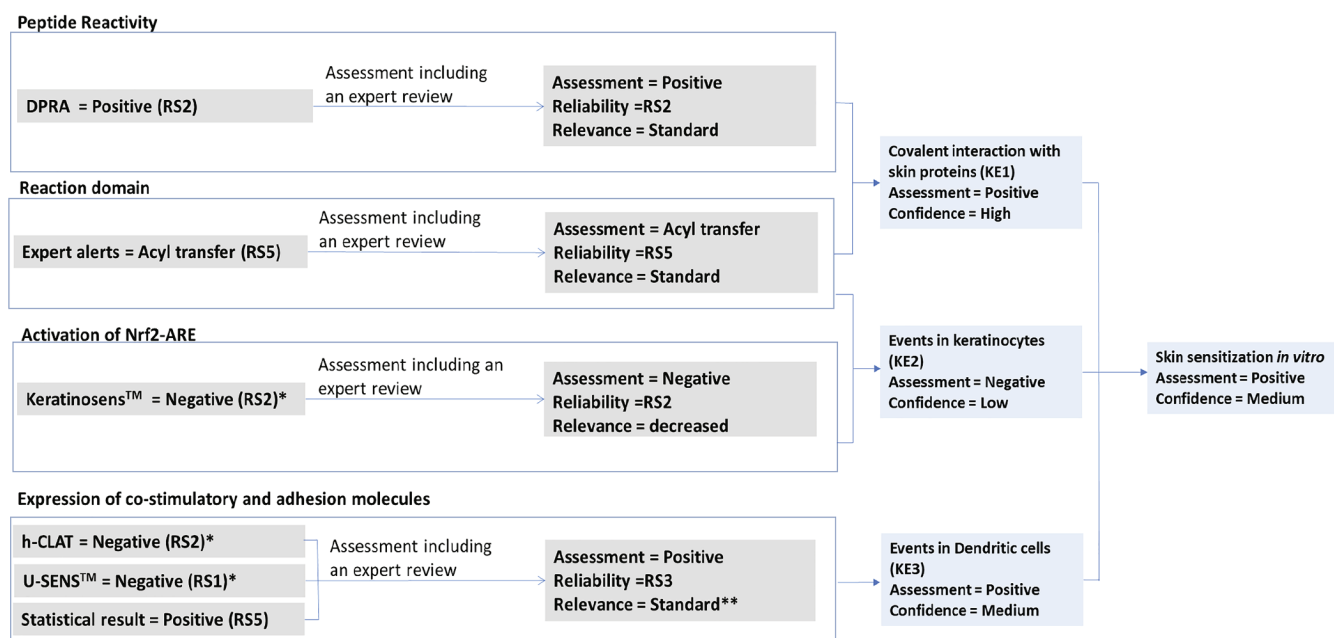 Peptide Reactivity
DPRA = Positive (RS2)
Assessment including
an expert review
Assessment = Positive
Reliability =RS2
Relevance = Standard
Reaction domain
Expert alerts = Acyl transfer (RS5)
Assessment including
an expert review
Assessment = Acyl transfer
Reliability =RS5
Relevance = Standard
Activation of Nrf2-ARE
Keratinosens™ = Negative (RS2)*
Assessment including an
expert review
Assessment = Negative
Reliability =RS2
Relevance = decreased
Expression of co-stimulatory and adhesion molecules
h-CLAT = Negative (RS2)*
U-SENS™ = Negative (RS1)*
Statistical result = Positive (RS5)
Assessment including
an expert review
Assessment = Positive
Reliability =RS3
Relevance = Standard**
Covalent interaction with
skin proteins (KE1)
Assessment = Positive
Confidence = High
Events in keratinocytes
(KE2)
Assessment = Negative
Confidence = Low
Events in Dendritic cells
(KE3)
Assessment = Positive
Confidence = Medium
Skin sensitization in vitro
Assessment = Positive
Confidence = Medium